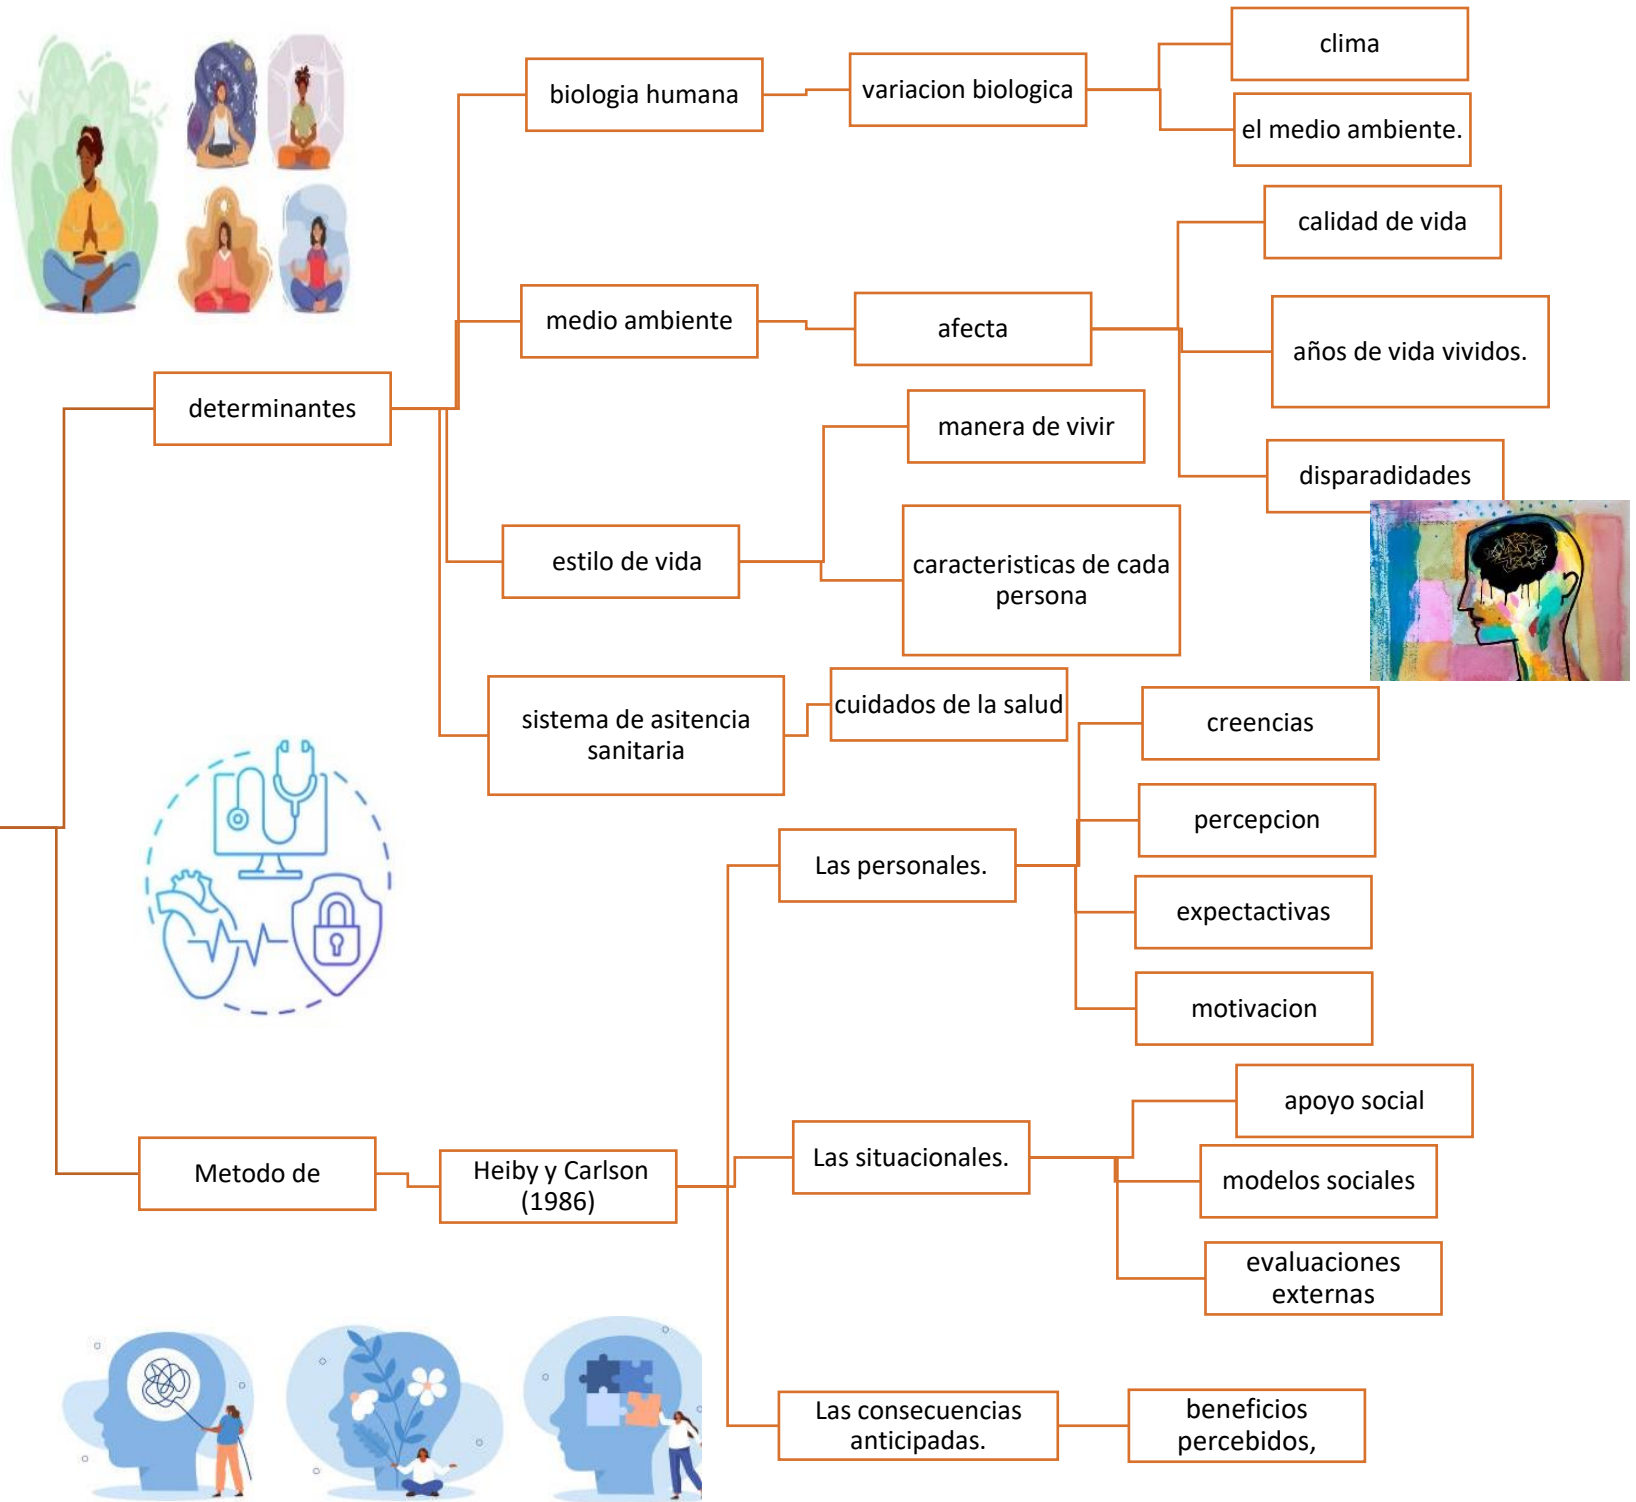 determinantes
biologia humana
variacion biologica
clima
el medio ambiente.
medio ambiente
afecta
calidad de vida
años de vida vividos.
disparadidades
estilo de vida
manera de vivir
caracteristicas de cada
persona
sistema de asitencia
sanitaria
cuidados de la salud
Metodo de
Heiby y Carlson
(1986)
Las personales.
creencias
percepcion
expectactivas
motivacion
Las situacionales.
apoyo social
modelos sociales
evaluaciones
externas
Las consecuencias
anticipadas.
beneficios
percebidos,